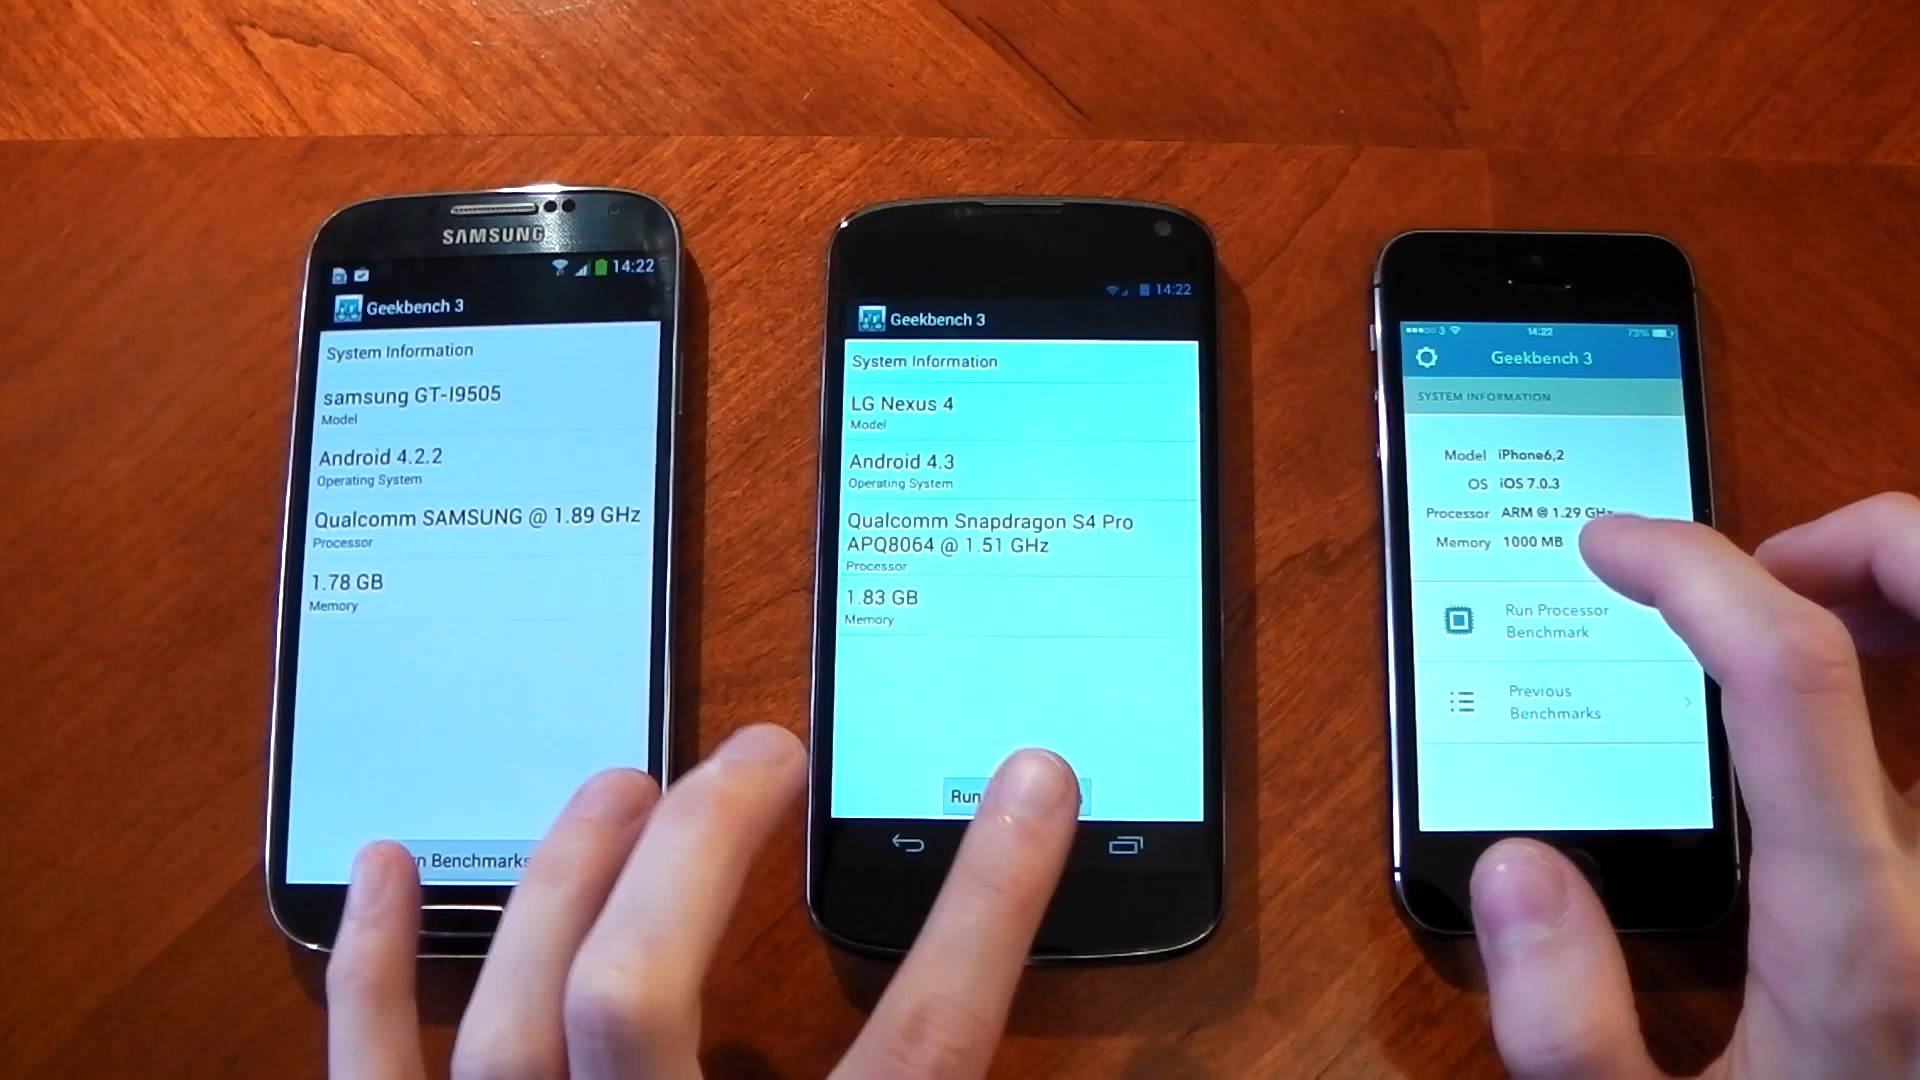 SAMSUNG
14:22
Geekbench 3
System Information
samsung GT-I9505
Model
Android 4.2.2
Operating System
Qualcomm SAMSUNG @ 1.89 GHz
Processor
1.78 GB
Memory
Benchmarks
14:22
Geekbench 3
System Information
LG Nexus 4
Model
Android 4.3
Operating System
Qualcomm Snapdragon S4 Pro
APQ8064 @ 1.51 GHz
Processor
1.83 GB
Memory
Run
3 14:22 73%
Geekbench 3
SYSTEM INFORMATION
Model iPhone6,2
OS iOS 7.0.3
Processor ARM @ 1.29 GHz
Memory 1000 MB
Run Processor
Benchmark
Previous
Benchmarks